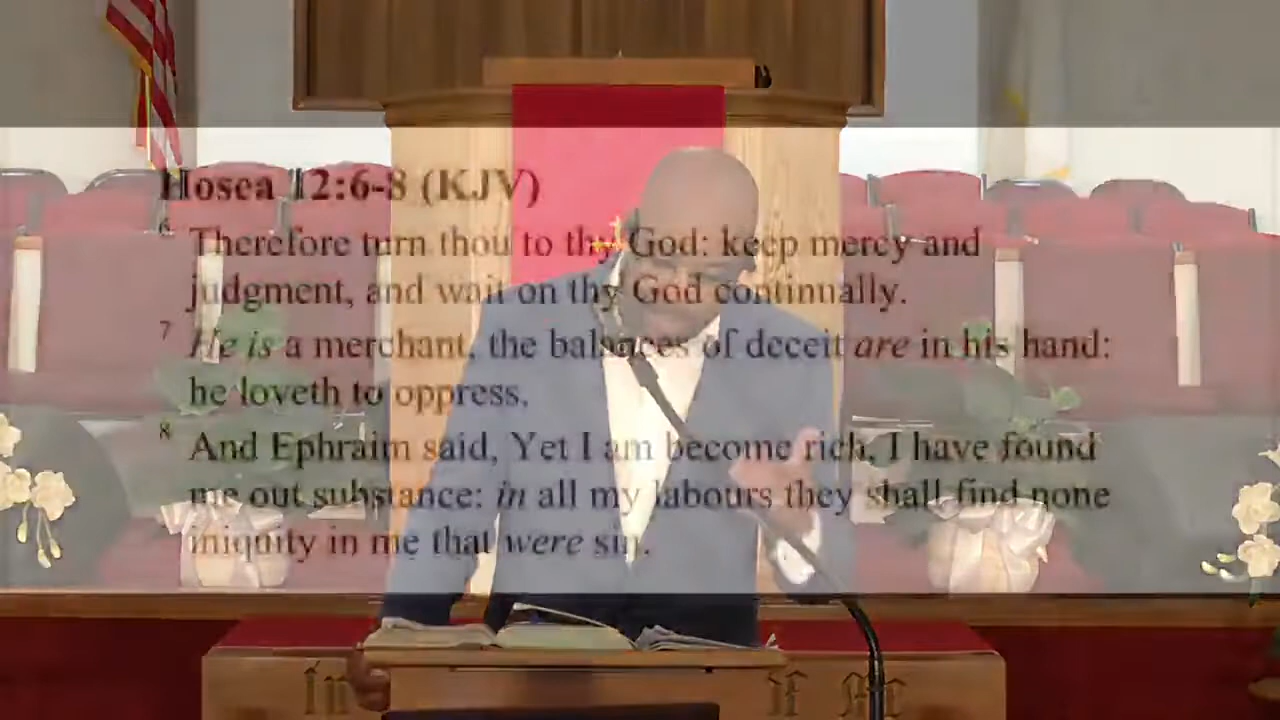 Hosea 12:6-8 (KJV)
6 Therefore turn thou to thy God: keep mercy and
judgment, and wait on thy God continually.
7 He is a merchant, the balances of deceit are in his hand:
he loveth to oppress.
8 And Ephraim said, Yet I am become rich, I have found
me out substance: in all my labours they shall find none
iniquity in me that were sin.
In